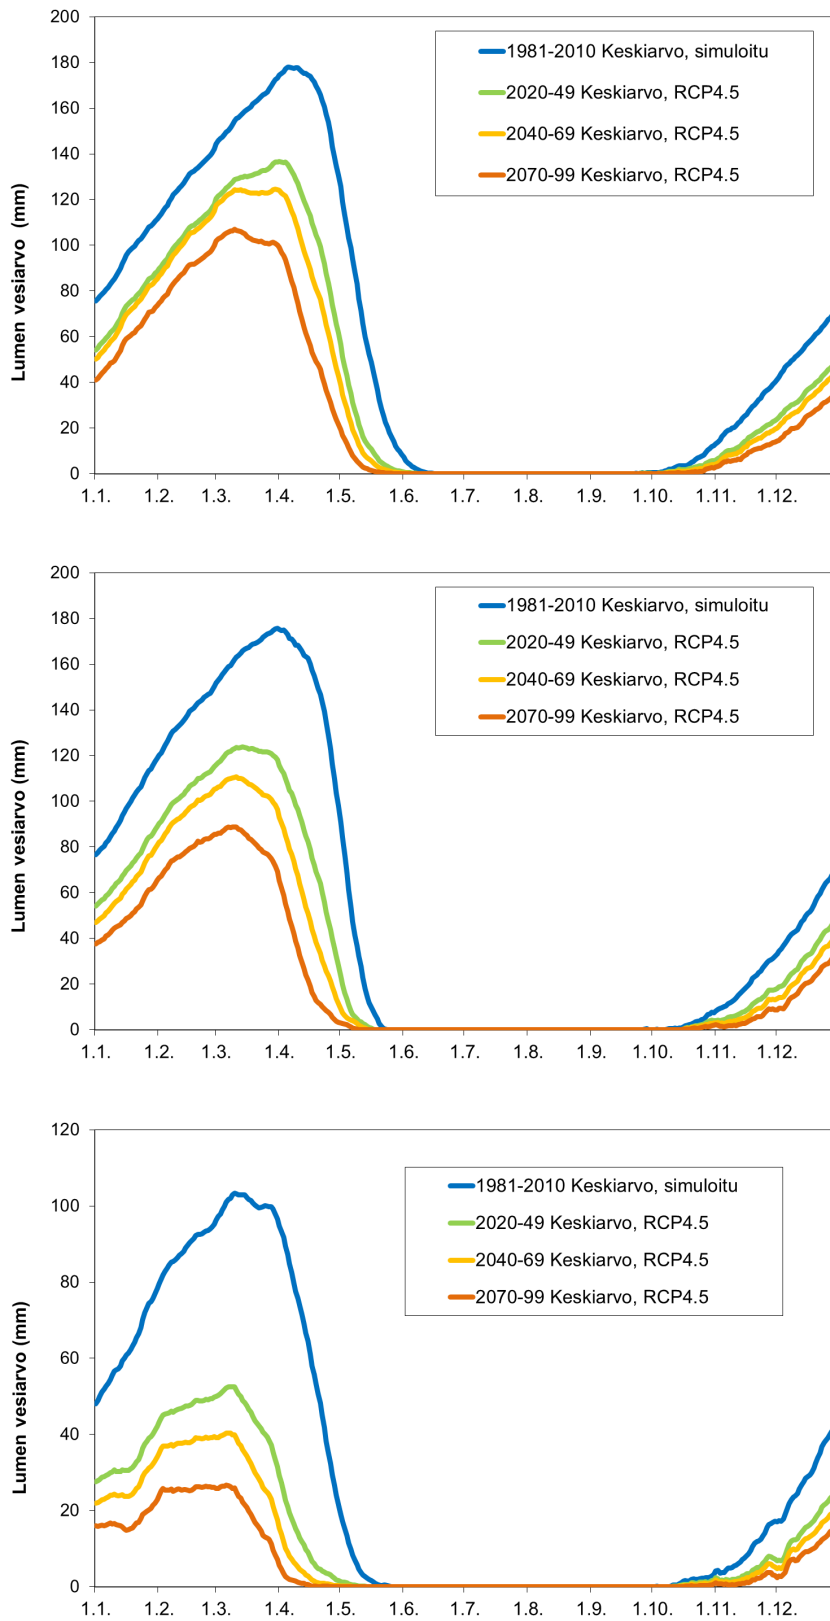 200
180
160
140
120
100
80
60
40
20
0
Lumen vesiarvo (mm)
1981-2010 Keskiarvo, simuloitu
2020-49 Keskiarvo, RCP4.5
2040-69 Keskiarvo, RCP4.5
2070-99 Keskiarvo, RCP4.5
1.1. 1.2. 1.3. 1.4. 1.5. 1.6. 1.7. 1.8. 1.9. 1.10. 1.11. 1.12.
200
180
160
140
120
100
80
60
40
20
0
Lumen vesiarvo (mm)
1981-2010 Keskiarvo, simuloitu
2020-49 Keskiarvo, RCP4.5
2040-69 Keskiarvo, RCP4.5
2070-99 Keskiarvo, RCP4.5
1.1. 1.2. 1.3. 1.4. 1.5. 1.6. 1.7. 1.8. 1.9. 1.10. 1.11. 1.12.
120
100
80
60
40
20
0
Lumen vesiarvo (mm)
1981-2010 Keskiarvo, simuloitu
2020-49 Keskiarvo, RCP4.5
2040-69 Keskiarvo, RCP4.5
2070-99 Keskiarvo, RCP4.5
1.1. 1.2. 1.3. 1.4. 1.5. 1.6. 1.7. 1.8. 1.9. 1.10. 1.11. 1.12.